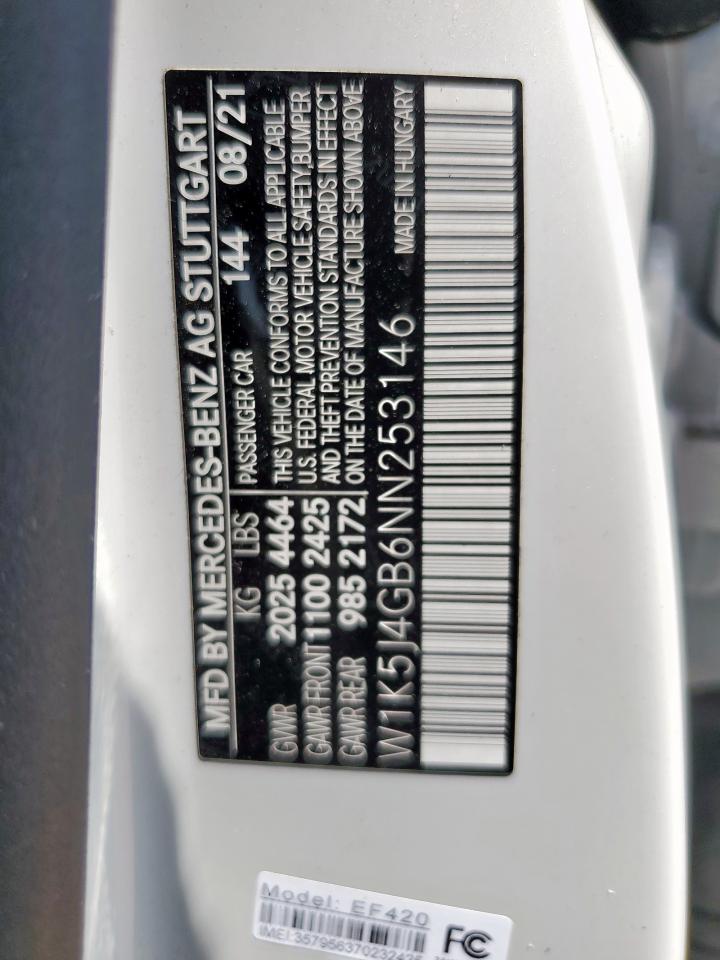 MFD BY MERCEDES-BENZ AG STUTTGART
144 08/21
KG LBS PASSENGER CAR
GVWR 2025 4464 THIS VEHICLE CONFORMS TO ALL APPLICABLE
GAWR FRONT 1100 2425 U.S. FEDERAL MOTOR VEHICLE SAFETY,BUMPER
GAWR REAR 985 2172 AND THEFT PREVENTION STANDARDS IN EFFECT
ON THE DATE OF MANUFACTURE SHOWN ABOVE
W1K5J4GB6NN253146 MADE IN HUNGARY
Model: EF420
FC